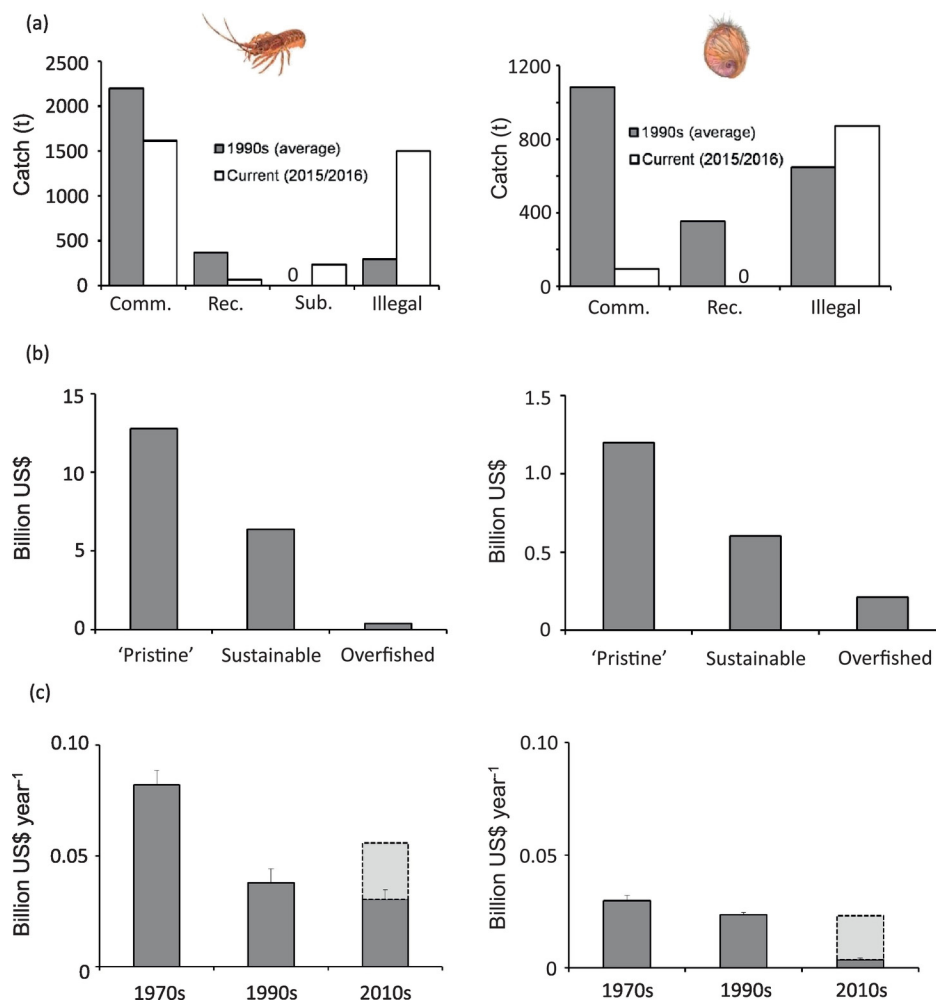 (a)
2500
2000
1500
1000
500
0
Catch (t)
1990s (average)
Current (2015/2016)
0
Comm. Rec. Sub. Illegal
1200
800
400
0
Catch (t)
1990s (average)
Current (2015/2016)
0
Comm. Rec. Illegal
(b)
15
10
5
0
Billion US$
‘Pristine’ Sustainable Overfished
1.5
1.0
0.5
0
Billion US$
‘Pristine’ Sustainable Overfished
(c)
0.10
0.05
0
Billion US$ year⁻¹
1970s 1990s 2010s
0.10
0.05
0
Billion US$ year⁻¹
1970s 1990s 2010s